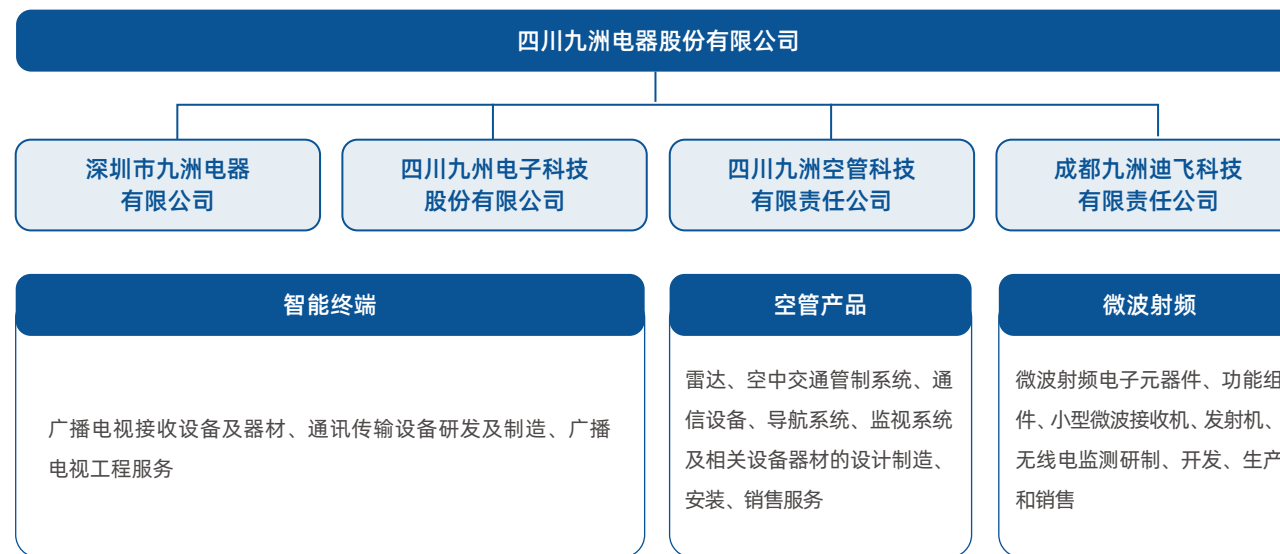 四川九洲电器股份有限公司
深圳市九洲电器
有限公司
四川九州电子科技
股份有限公司
四川九洲空管科技
有限责任公司
成都九洲迪飞科技
有限责任公司
智能终端
广播电视接收设备及器材、通讯传输设备研发及制造、广播
电视工程服务
空管产品
雷达、空中交通管制系统、通
信设备、导航系统、监视系统
及相关设备器材的设计制造、
安装、销售服务
微波射频
微波射频电子元器件、功能组
件、小型微波接收机、发射机、
无线电监测研制、开发、生产
和销售